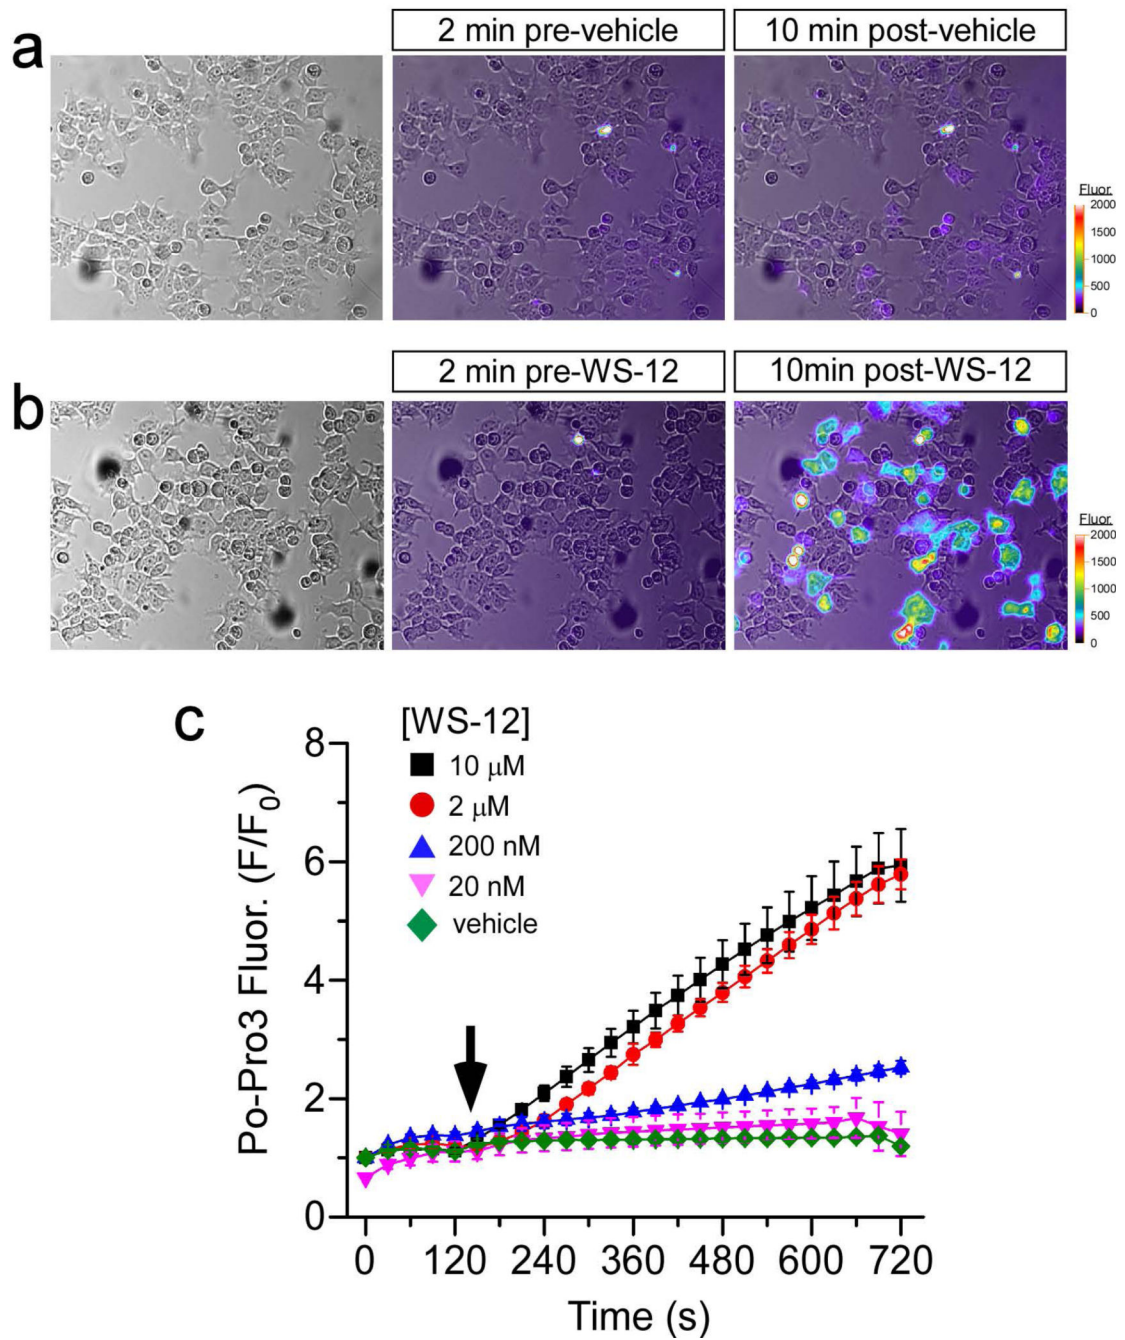 a
2 min pre-vehicle
10 min post-vehicle
Fluor.
2000
1500
1000
500
0
b
2 min pre-WS-12
10min post-WS-12
Fluor.
2000
1500
1000
500
0
c
[WS-12]
10 μM
2 μM
200 nM
20 nM
vehicle
Po-Pro3 Fluor. (F/F₀)
8
6
4
2
0
0 120 240 360 480 600 720
Time (s)